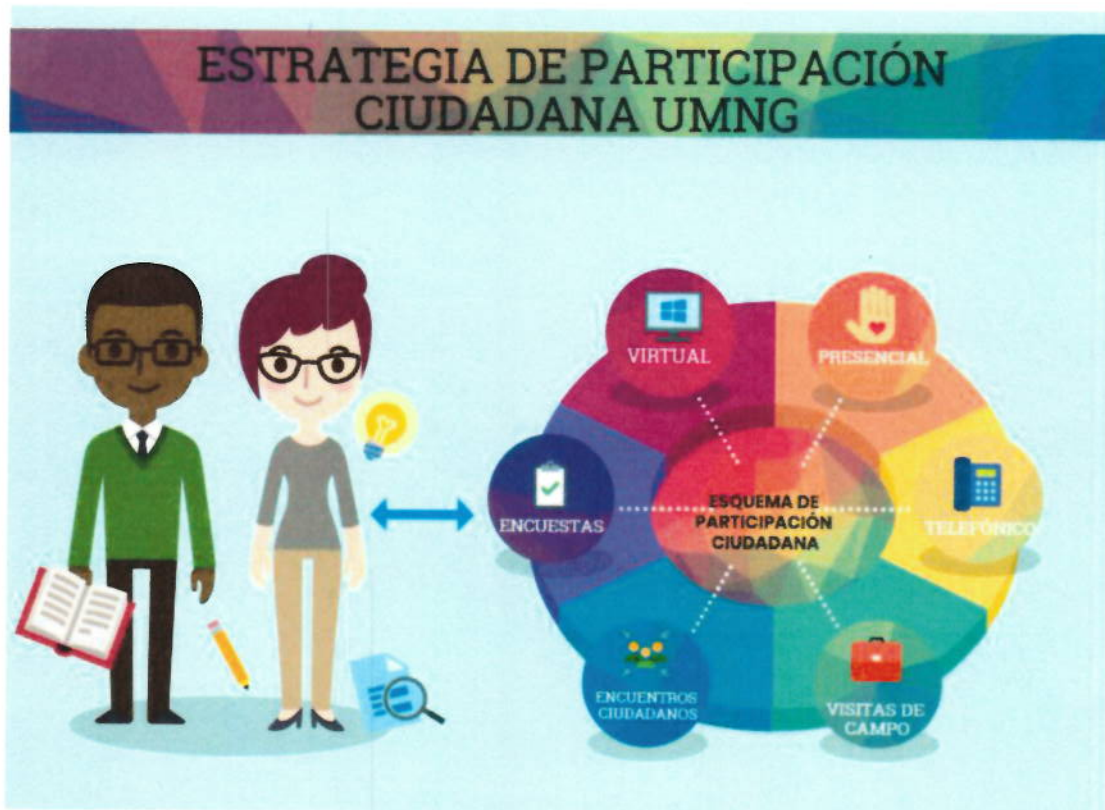 ESTRATEGIA DE PARTICIPACIÓN
CIUDADANA UMNG
VIRTUAL
PRESENCIAL
ENCUESTAS
ESQUEMA DE
PARTICIPACIÓN
CIUDADANA
TELEFÓNICO
ENCUENTROS
CIUDADANOS
VISITAS DE
CAMPO